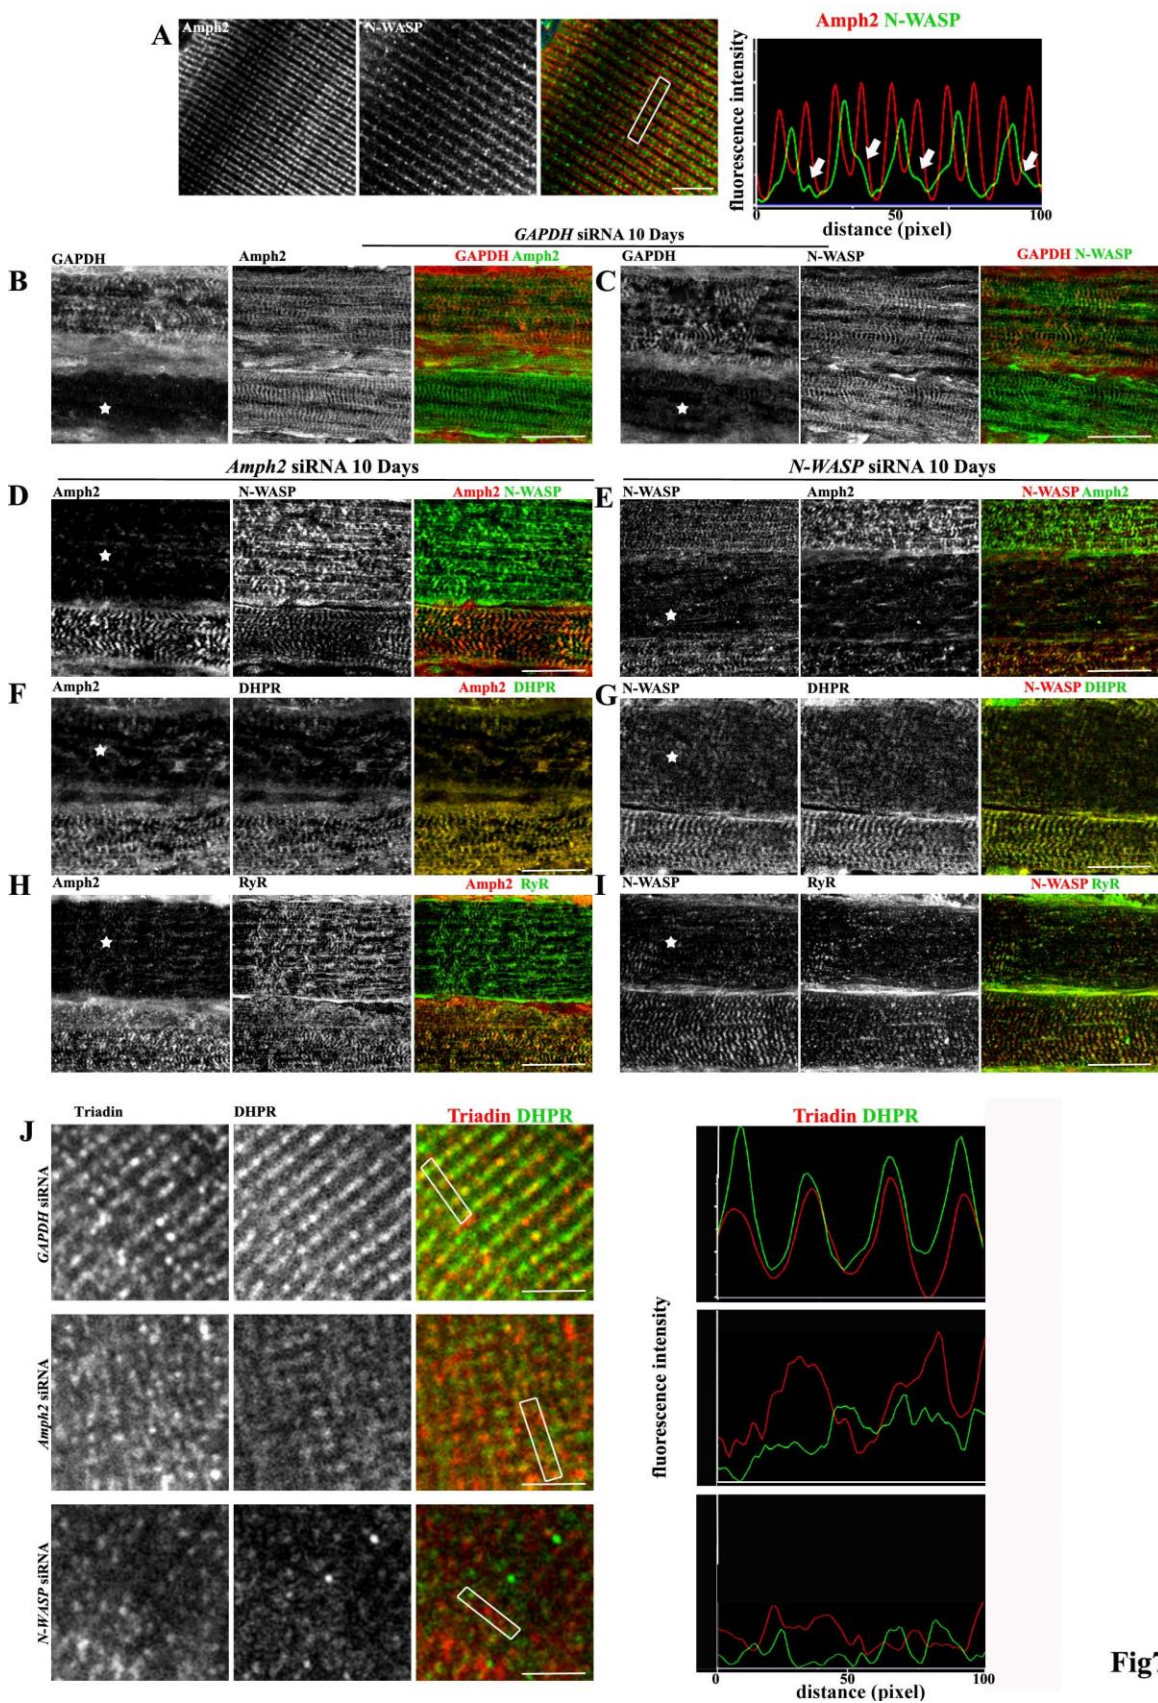 A
Amph2
N-WASP
Amph2 N-WASP
fluorescence intensity
0
50
100
distance (pixel)
GAPDH siRNA 10 Days
B
GAPDH
Amph2
GAPDH Amph2
C
GAPDH
N-WASP
GAPDH N-WASP
Amph2 siRNA 10 Days
N-WASP siRNA 10 Days
D
Amph2
N-WASP
Amph2 N-WASP
E
N-WASP
Amph2
N-WASP Amph2
F
Amph2
DHPR
Amph2 DHPR
G
N-WASP
DHPR
N-WASP DHPR
H
Amph2
RyR
Amph2 RyR
I
N-WASP
RyR
N-WASP RyR
J
Triadin
DHPR
Triadin DHPR
Triadin DHPR
GAPDH siRNA
Amph2 siRNA
N-WASP siRNA
fluorescence intensity
0
50
100
distance (pixel)
Fig7